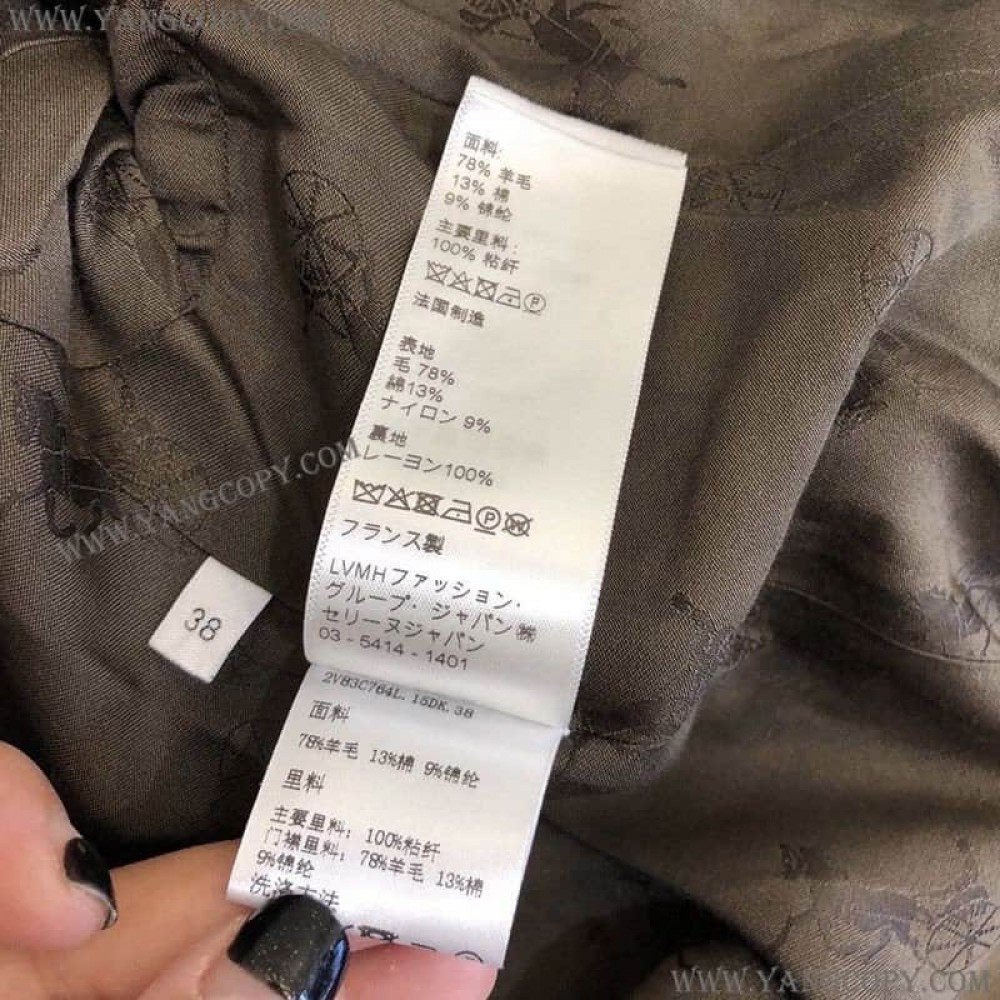 WWW.YANGCOPY.COM
面料:
78% 羊毛
13% 棉
9% 锦纶
主要里料:
100% 粘纤
法国制造
表地
毛 78%
綿13%
ナイロン 9%
裏地
レーヨン100%
フランス製
LVMHファッション・
グループ・ジャパン㈱
セリーヌジャパン
03-5414-1401
WWW.YANGCOPY.COM
38
2V83C764L.15DK.38
面料
78%羊毛 13%棉 9%锦纶
里料
主要里料: 100%粘纤
门襟里料: 78%羊毛 13%棉
9%锦纶
洗涤方法
WWW.YANGCOPY.COM